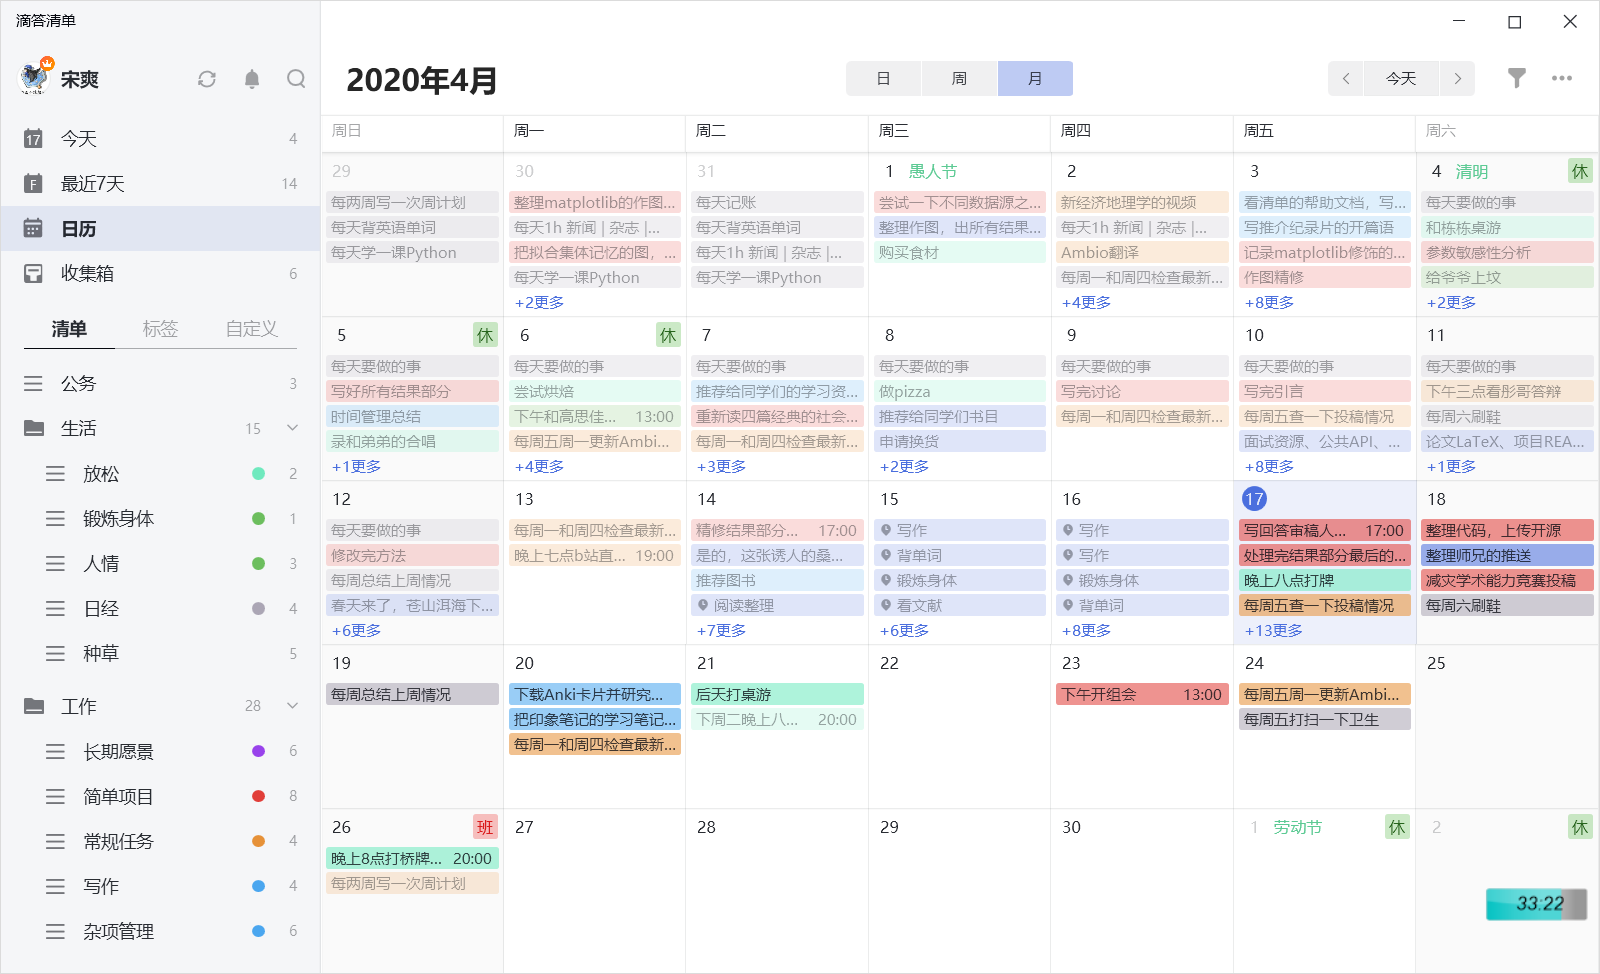 滴答清单
宋爽
17 今天 4
F 最近7天 14
日历
收集箱 6
清单 标签 自定义
公务 3
生活 15
放松 2
锻炼身体 1
人情 3
日经 4
种草 5
工作 28
长期愿景 6
简单项目 8
常规任务 4
写作 4
杂项管理 6
2020年4月
日 周 月
今天
周日 周一 周二 周三 周四 周五 周六
29
每两周写一次周计划
每天背英语单词
每天学一课Python
30
整理matplotlib的作图...
每天1h 新闻 | 杂志 |...
把拟合集体记忆的图，...
每天学一课Python
+2更多
31
每天记账
每天背英语单词
每天1h 新闻 | 杂志 |...
每天学一课Python
1 愚人节
尝试一下不同数据源之...
整理作图，出所有结果...
购买食材
2
新经济地理学的视频
每天1h 新闻 | 杂志 |...
Ambio翻译
每周一和周四检查最新...
+4更多
3
看清单的帮助文档，写...
写推介纪录片的开篇语
记录matplotlib修饰的...
作图精修
+8更多
4 清明 休
每天要做的事
和栋栋桌游
参数敏感性分析
给爷爷上坟
+2更多
5 休
每天要做的事
写好所有结果部分
时间管理总结
录和弟弟的合唱
+1更多
6 休
每天要做的事
尝试烘焙
下午和高思佳... 13:00
每周五周一更新Ambi...
+4更多
7
每天要做的事
推荐给同学们的学习资...
重新读四篇经典的社会...
每周一和周四检查最新...
+3更多
8
每天要做的事
做pizza
推荐给同学们书目
申请换货
+2更多
9
每天要做的事
写完讨论
每周一和周四检查最新...
10
每天要做的事
写完引言
每周五查一下投稿情况
面试资源、公共API、...
+8更多
11
每天要做的事
下午三点看彤哥答辩
每周六刷鞋
论文LaTeX、项目REA...
+1更多
12
每天要做的事
修改完方法
每周总结上周情况
春天来了，苍山洱海下...
+6更多
13
每周一和周四检查最新...
晚上七点b站直... 19:00
14
精修结果部分... 17:00
是的，这张诱人的桑...
推荐图书
阅读整理
+7更多
15
写作
背单词
锻炼身体
看文献
+6更多
16
写作
写作
锻炼身体
背单词
+8更多
17
写回答审稿人... 17:00
处理完结果部分最后的...
晚上八点打牌
每周五查一下投稿情况
+13更多
18
整理代码，上传开源
整理师兄的推送
减灾学术能力竞赛投稿
每周六刷鞋
19
每周总结上周情况
20
下载Anki卡片并研究...
把印象笔记的学习笔记...
每周一和周四检查最新...
21
后天打桌游
下周二晚上八... 20:00
22
23
下午开组会 13:00
24
每周五周一更新Ambi...
每周五打扫一下卫生
25
26 班
晚上8点打桥牌... 20:00
每两周写一次周计划
27
28
29
30
1 劳动节 休
2 休
33:22